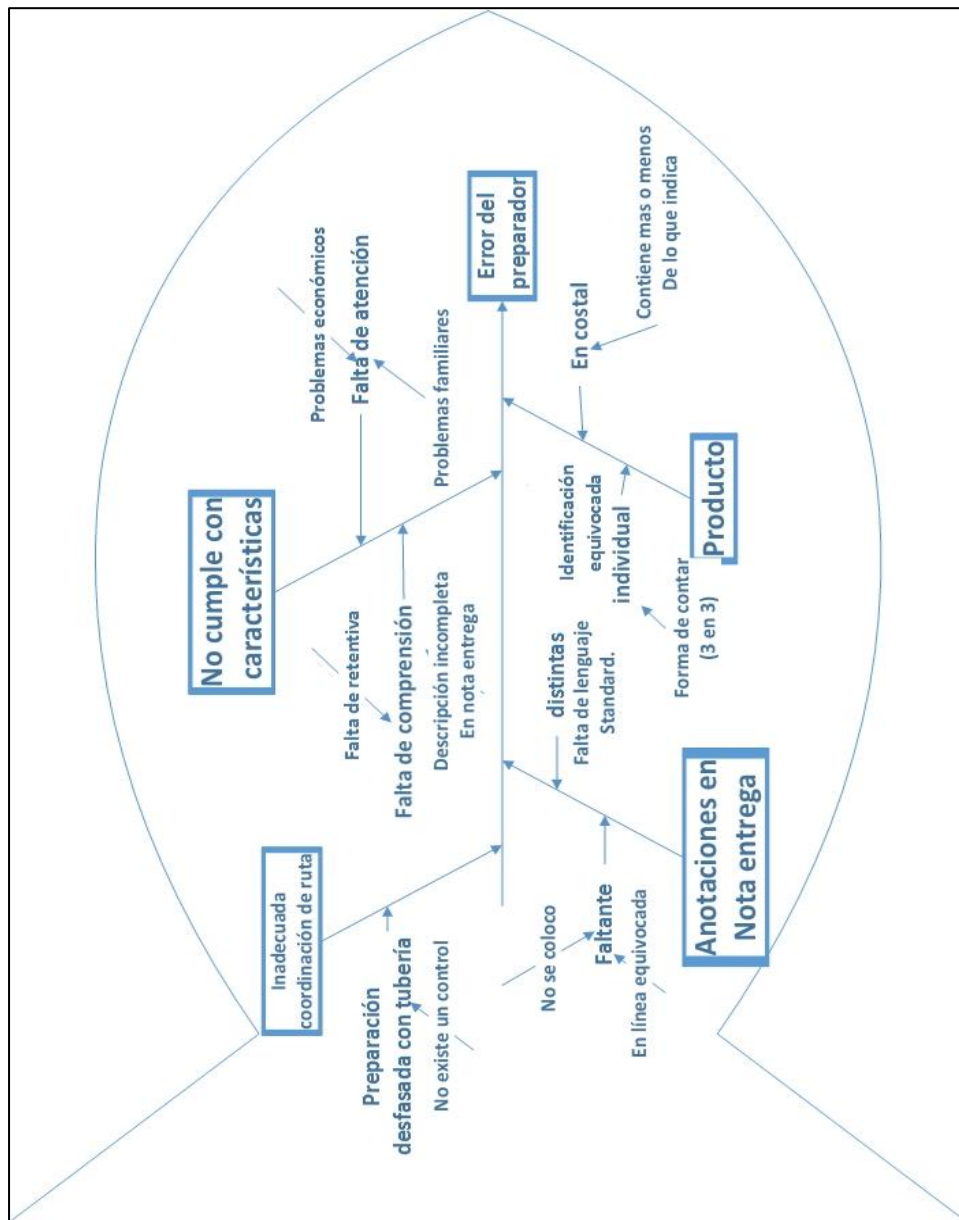 Inadecuada
coordinación de ruta
Preparación
desfasada con tubería
No existe un control
No cumple con
características
Falta de retentiva
Falta de comprensión
Descripción incompleta
En nota entrega
Problemas económicos
Falta de atención
Problemas familiares
Error del
preparador
No se coloco
Faltante
En línea equivocada
distintas
Falta de lenguaje
Standard.
Anotaciones en
Nota entrega
Identificación
equivocada
individual
Forma de contar
(3 en 3)
En costal
Contiene mas o menos
De lo que indica
Producto